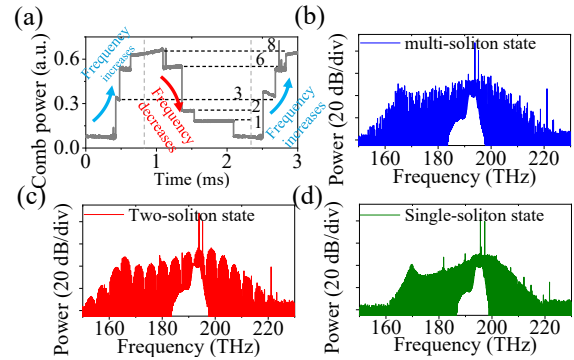 (a)
Comb power (a.u.)
0.6
0.3
0.0
Frequency
increases
Frequency
decreases
Frequency
increases
8
6
3
2
1
0 1 2 3
Time (ms)
(b)
multi-soliton state
Power (20 dB/div)
160 180 200 220
Frequency (THz)
(c)
Two-soliton state
Power (20 dB/div)
160 180 200 220
Frequency (THz)
(d)
Single-soliton state
Power (20 dB/div)
160 180 200 220
Frequency (THz)